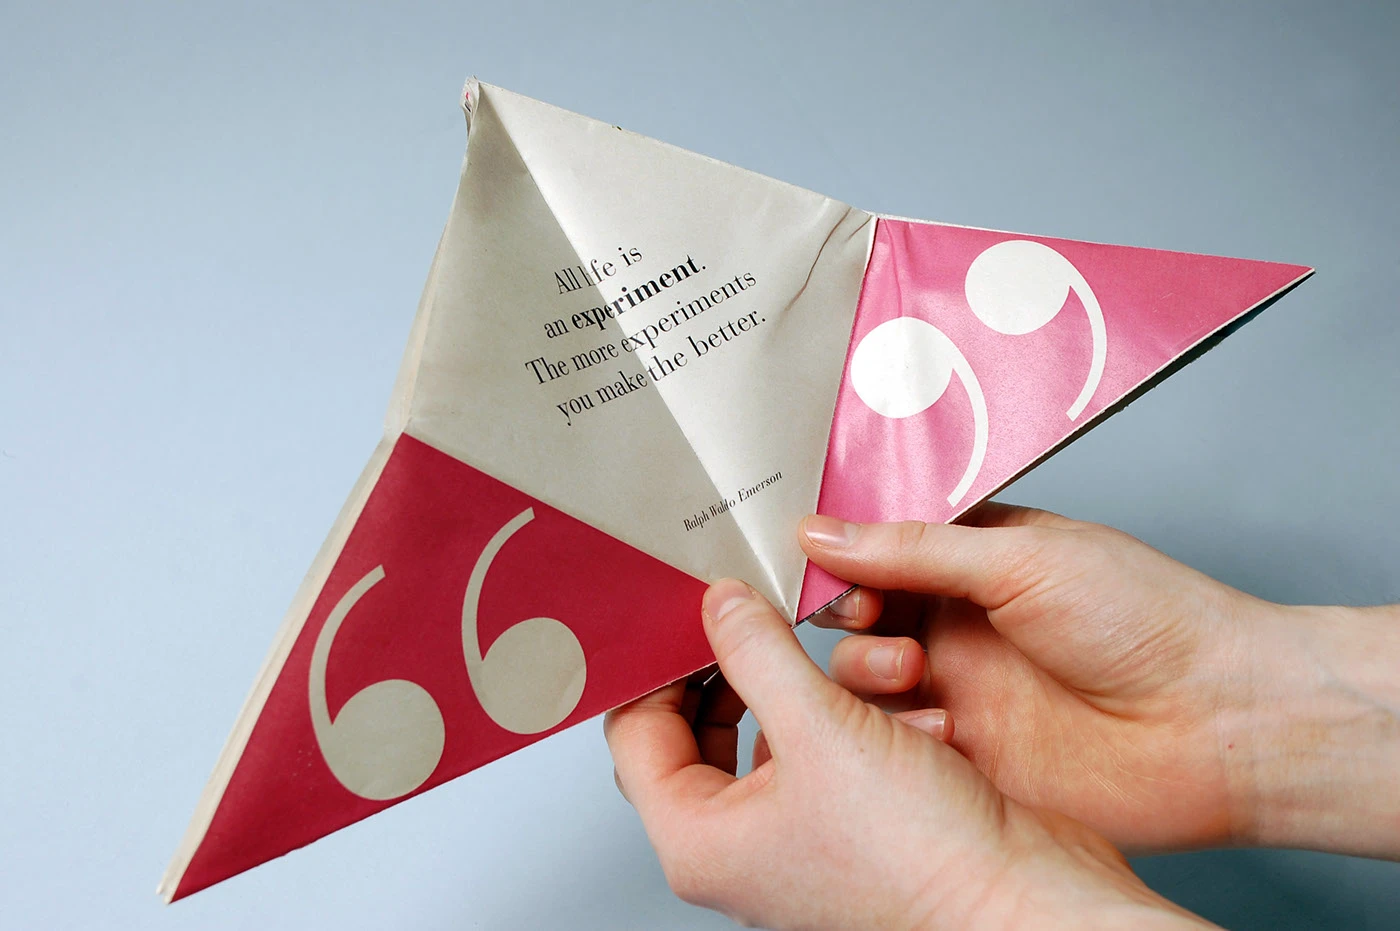 “
All life is
an experiment.
The more experiments
you make the better.
Ralph Waldo Emerson
”